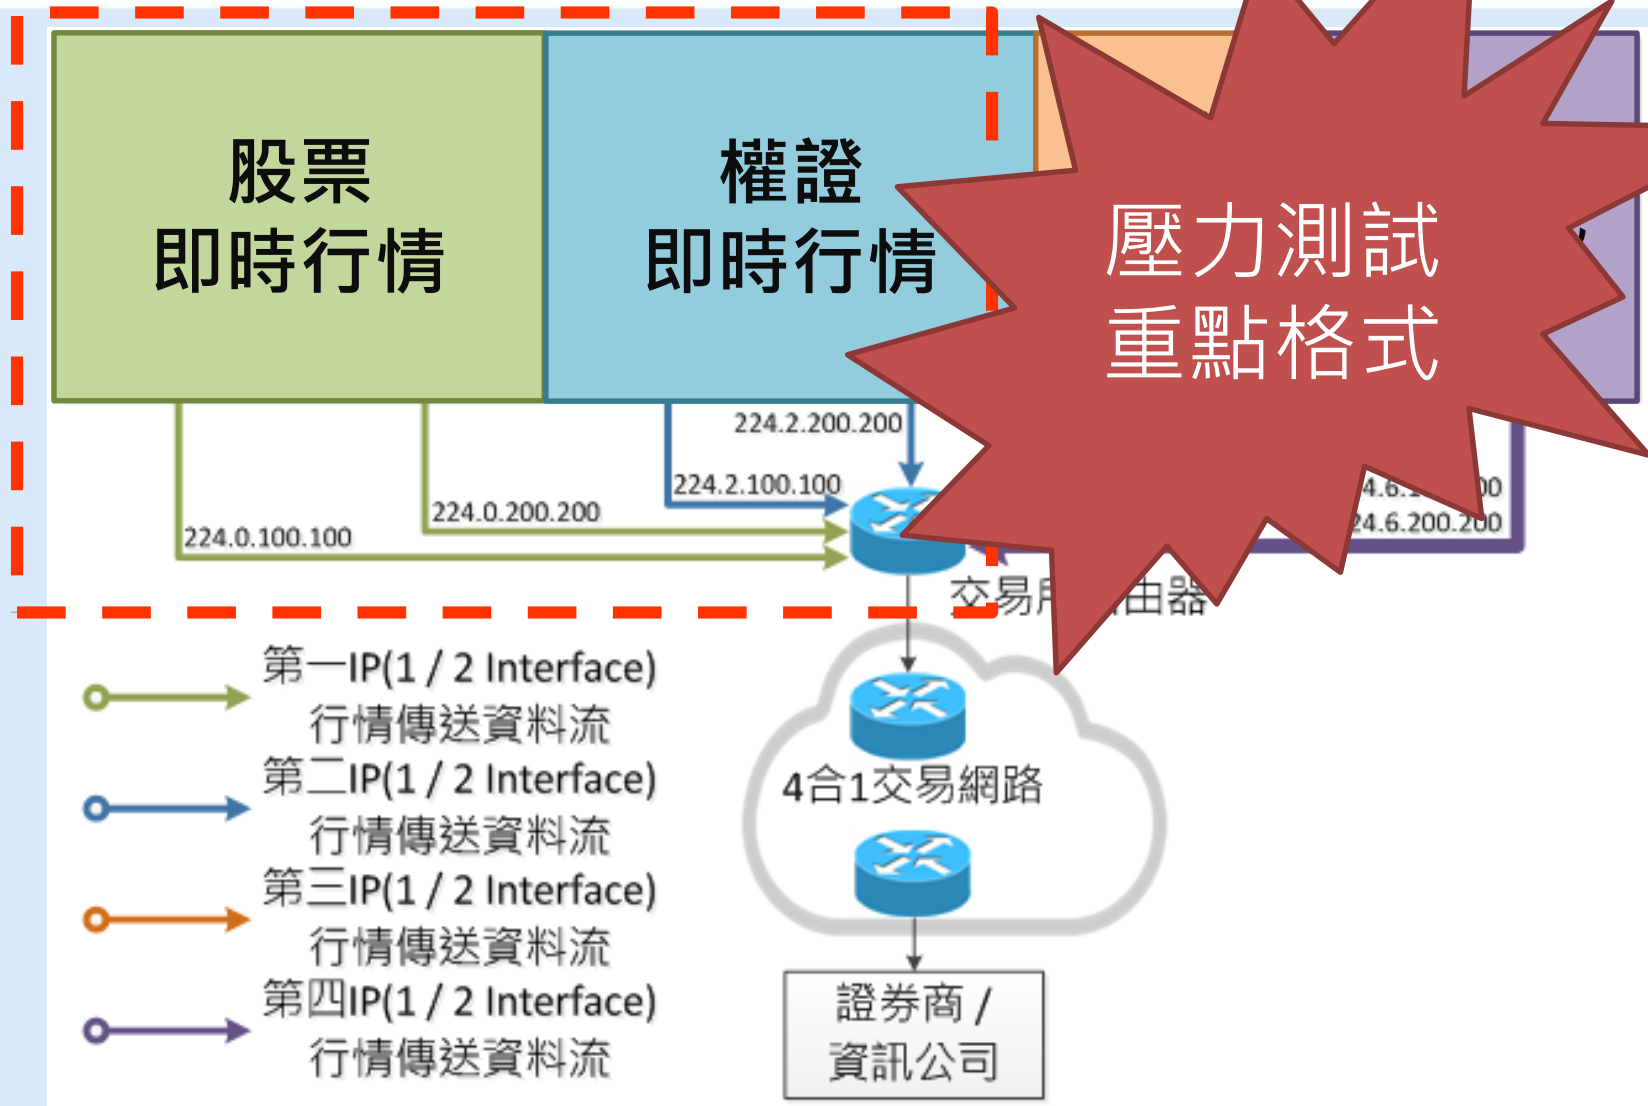 股票
即時行情
權證
即時行情
壓力測試
重點格式
224.2.200.200
224.2.100.100
224.0.200.200
224.0.100.100
24.6.200.200
交易
由器
第一IP(1 / 2 Interface)
行情傳送資料流
第二IP(1 / 2 Interface)
行情傳送資料流
第三IP(1 / 2 Interface)
行情傳送資料流
第四IP(1 / 2 Interface)
行情傳送資料流
4合1交易網路
證券商 /
資訊公司